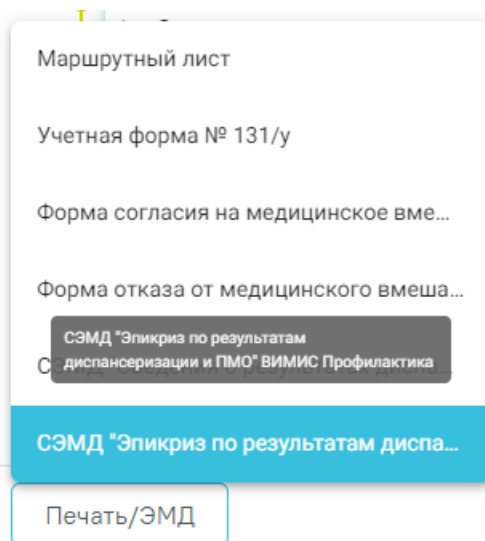 Маршрутный лист
Учетная форма № 131/у
Форма согласия на медицинское вме...
Форма отказа от медицинского вмеша...
СЭМД "Эпикриз по результатам
диспансеризации и ПМО" ВИМИС Профилактика
СЭМД "Эпикриз по результатам диспа...
Печать/ЭМД